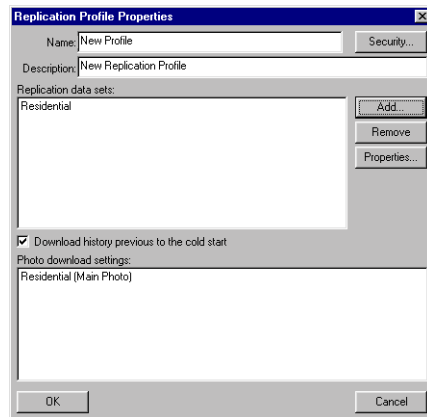 Replication Profile Properties
Name: New Profile Security...
Description: New Replication Profile
Replication data sets:
Residential
Add...
Remove
Properties...
Download history previous to the cold start
Photo download settings:
Residential (Main Photo)
OK Cancel